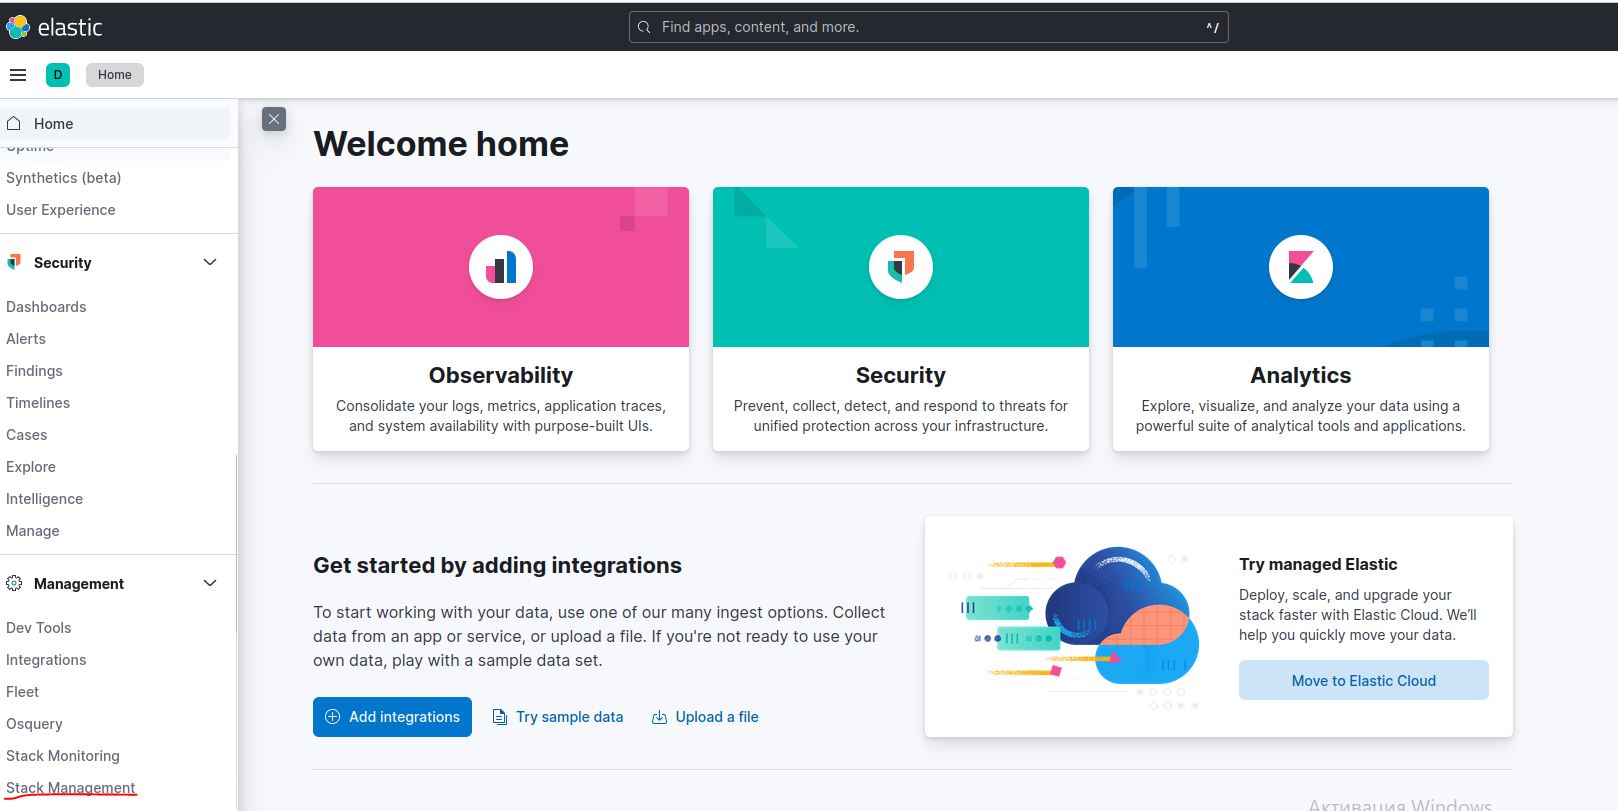 elastic
Find apps, content, and more.
^/
D
Home
Home
Uptime
Synthetics (beta)
User Experience
Security
Dashboards
Alerts
Findings
Timelines
Cases
Explore
Intelligence
Manage
Management
Dev Tools
Integrations
Fleet
Osquery
Stack Monitoring
Stack Management
Welcome home
Observability
Consolidate your logs, metrics, application traces,
and system availability with purpose-built UIs.
Security
Prevent, collect, detect, and respond to threats for
unified protection across your infrastructure.
Analytics
Explore, visualize, and analyze your data using a
powerful suite of analytical tools and applications.
Get started by adding integrations
To start working with your data, use one of our many ingest options. Collect
data from an app or service, or upload a file. If you're not ready to use your
own data, play with a sample data set.
Add integrations
Try sample data
Upload a file
Try managed Elastic
Deploy, scale, and upgrade your
stack faster with Elastic Cloud. We’ll
help you quickly move your data.
Move to Elastic Cloud
Активация Windows